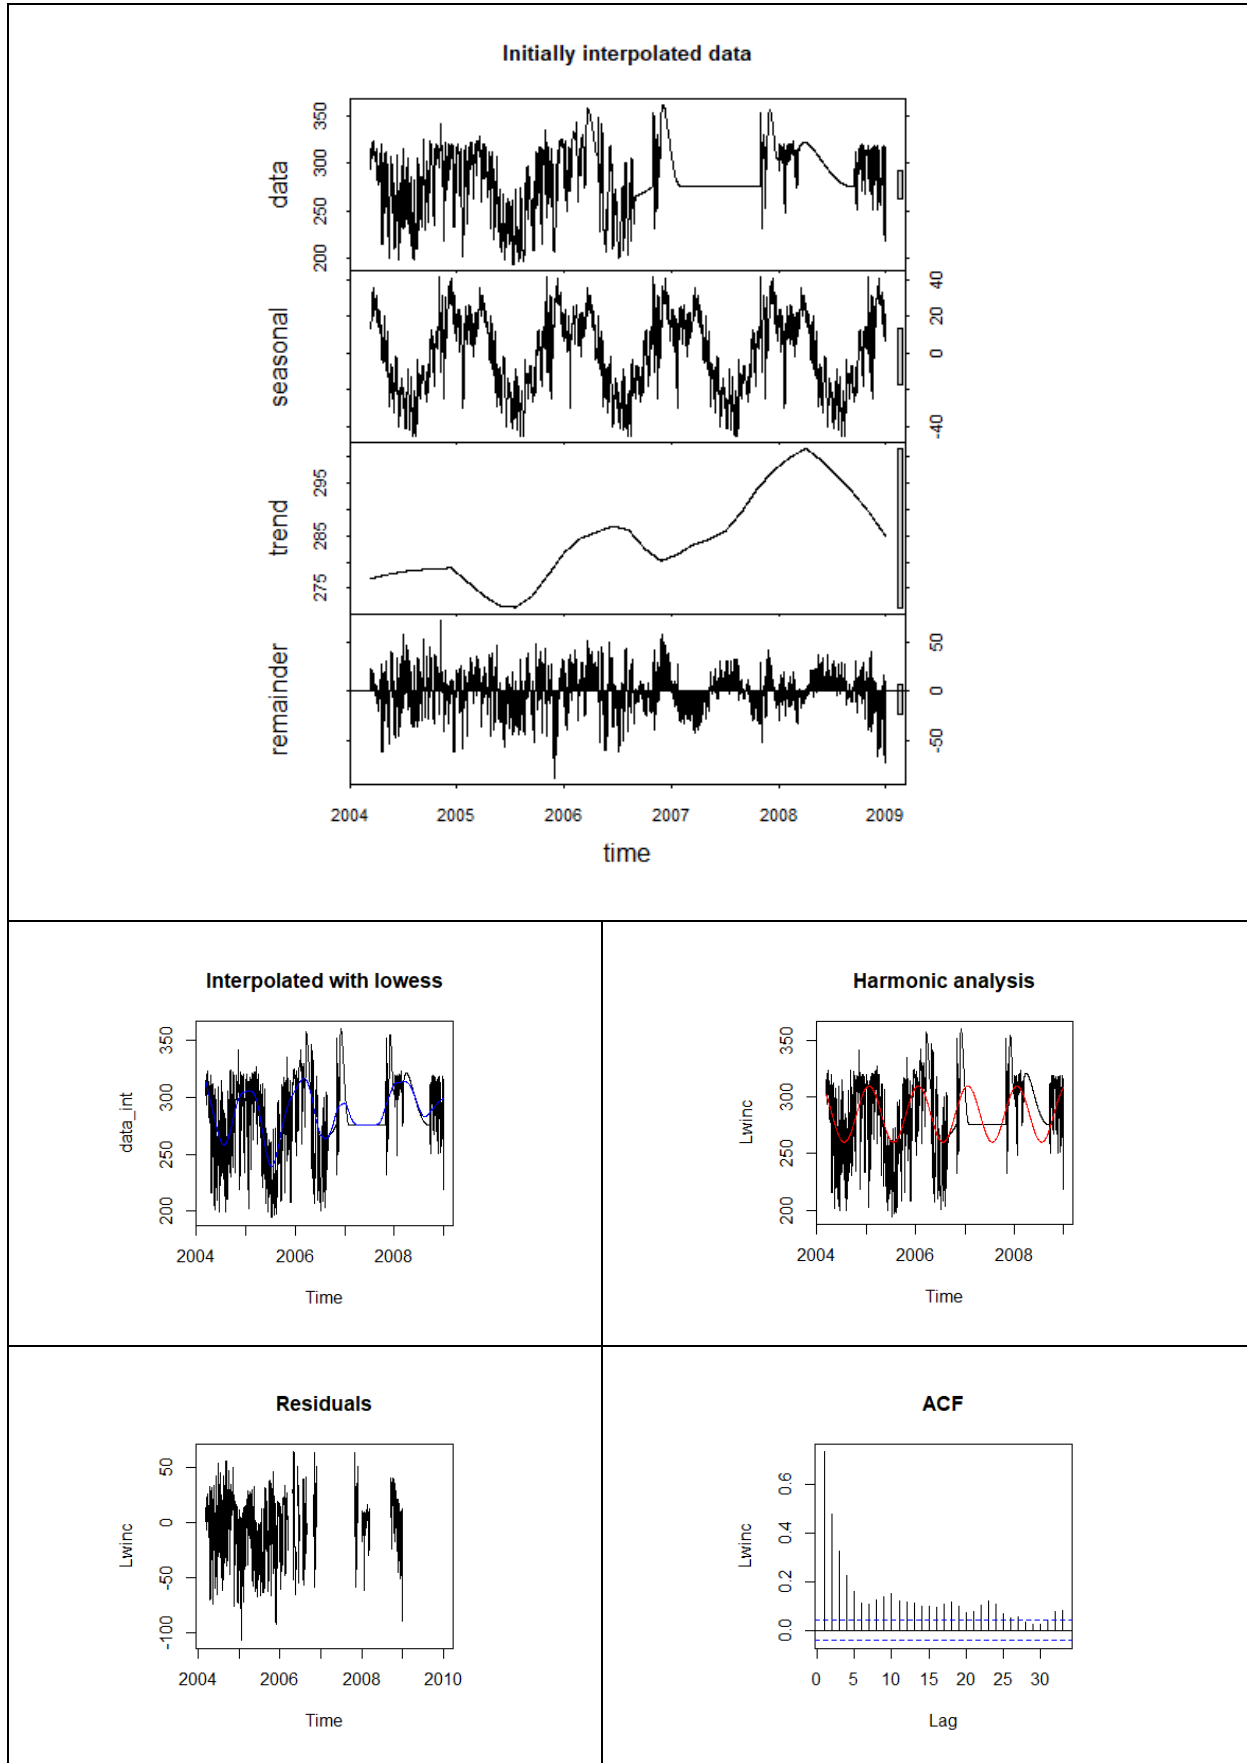 Initially interpolated data
data
200 250 300 350
seasonal
-40 0 20 40
trend
275 285 295
remainder
-50 0 50
2004 2005 2006 2007 2008 2009
time
Interpolated with lowess
data_int
200 250 300 350
2004 2006 2008
Time
Harmonic analysis
Lwinc
200 250 300 350
2004 2006 2008
Time
Residuals
Lwinc
-100 -50 0 50
2004 2006 2008 2010
Time
ACF
Lwinc
0.0 0.2 0.4 0.6
0 5 10 15 20 25 30
Lag